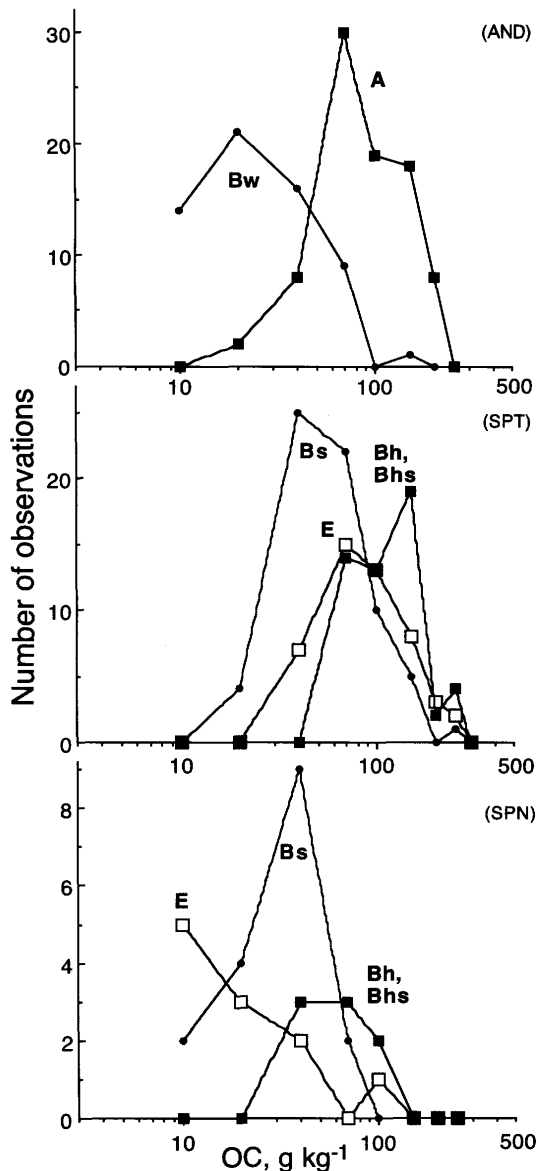 (AND)
30
20
10
0
A
Bw
10 100 500
Number of observations
(SPT)
20
10
0
Bs
Bh,
Bhs
E
10 100 500
(SPN)
8
6
4
2
0
Bs
E
Bh,
Bhs
10 100 500
OC, g kg⁻¹